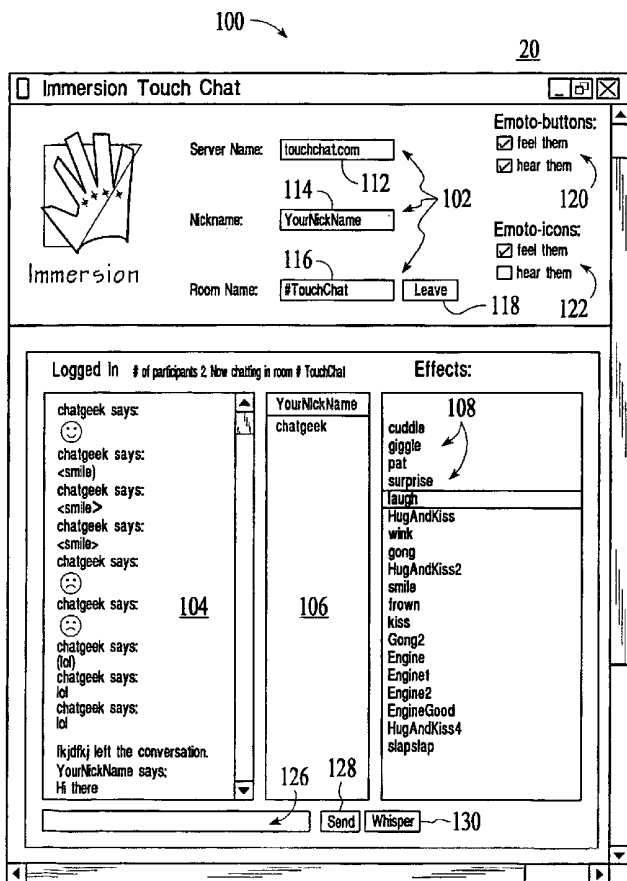 100
20
Immersion Touch Chat
Immersion
Server Name: touchchat.com
112
114
Nickname: YourNickName
102
116
Room Name: #TouchChat Leave
118
Emoto-buttons:
feel them
hear them
120
Emoto-icons:
feel them
hear them
122
Logged In # of participants 2. Now chatting in room # TouchChat
Effects:
chatgeek says:
chatgeek says:
<smile)
chatgeek says:
<smile>
chatgeek says:
<smile>
chatgeek says:
chatgeek says:
chatgeek says:
(lol)
chatgeek says:
lol
chatgeek says:
lol
fkjdfkj left the conversation.
YourNickName says:
Hi there
104
YourNickName
chatgeek
106
108
cuddle
giggle
pat
surprise
laugh
HugAndKiss
wink
gong
HugAndKiss2
smile
frown
kiss
Gong2
Engine
Engine1
Engine2
EngineGood
HugAndKiss4
slapslap
126
128
Send Whisper
130